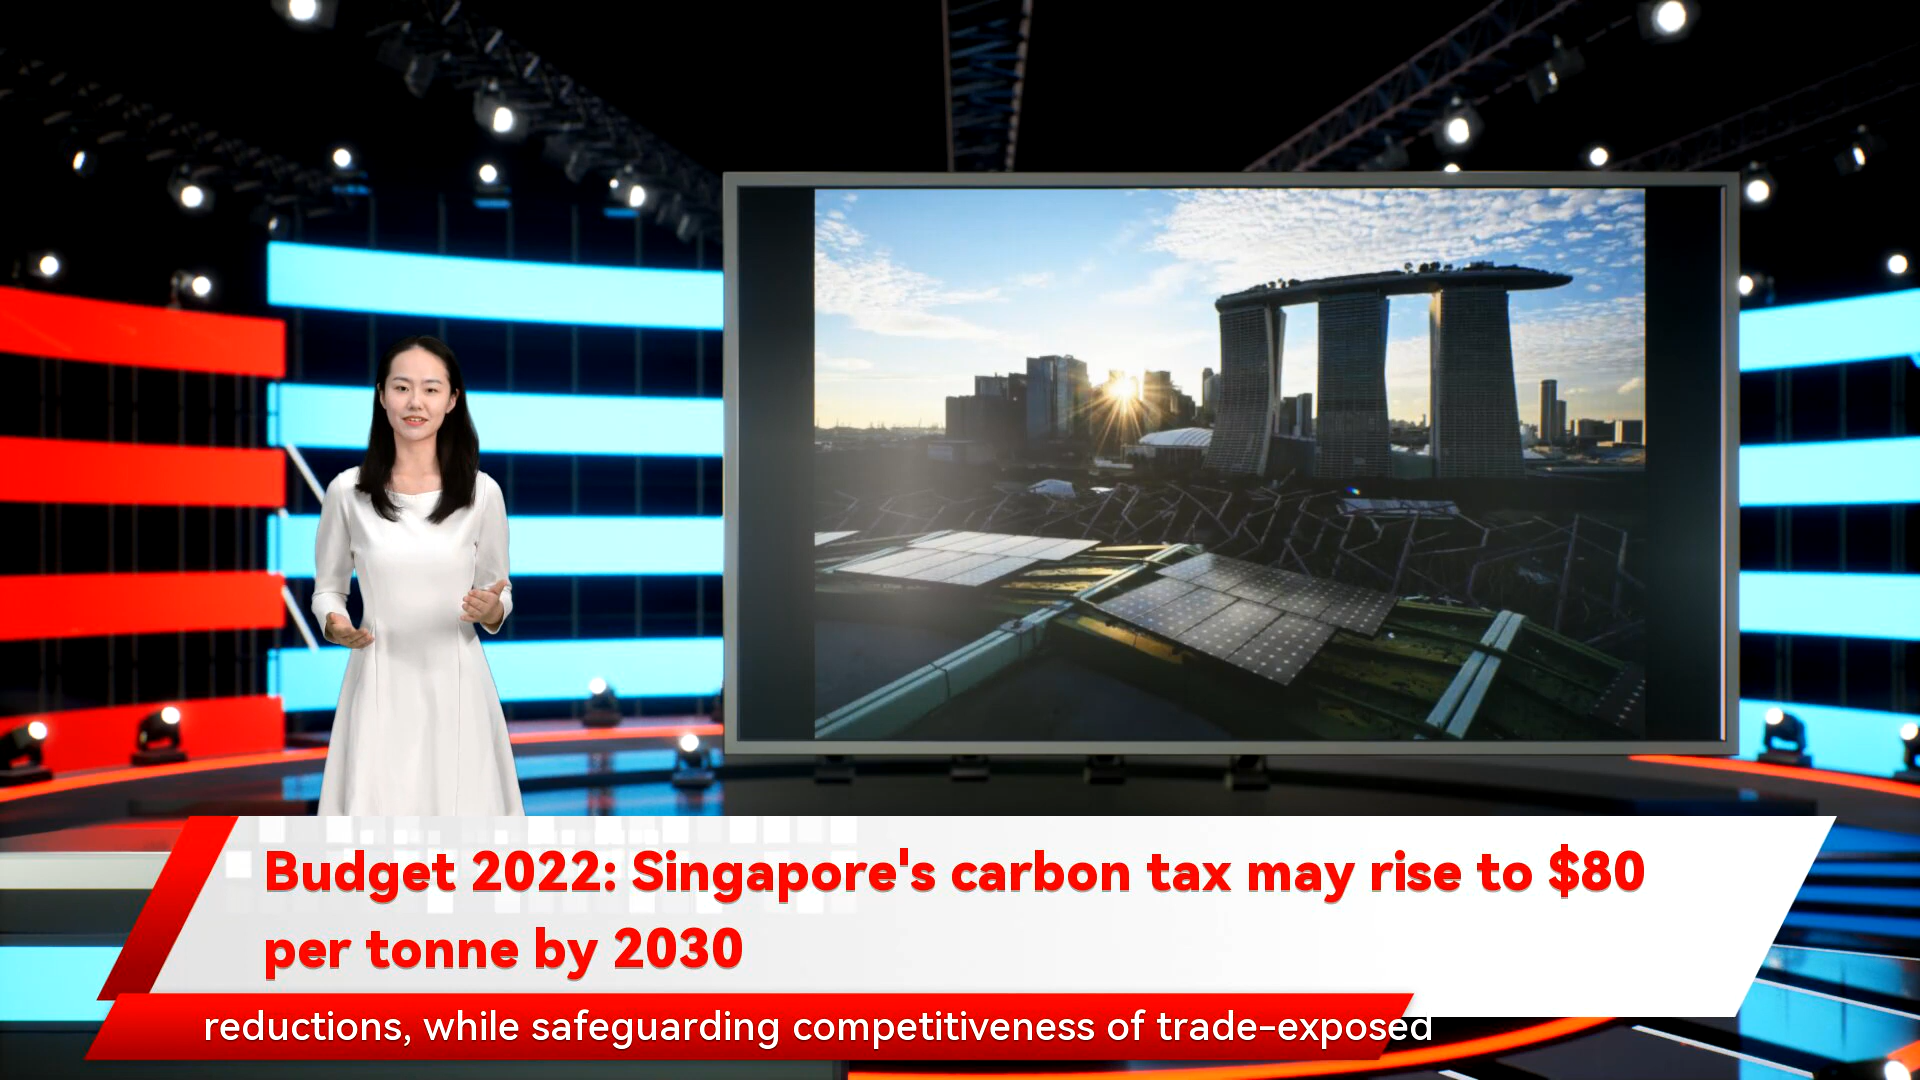 Budget 2022: Singapore's carbon tax may rise to $80
per tonne by 2030
reductions, while safeguarding competitiveness of trade-exposed